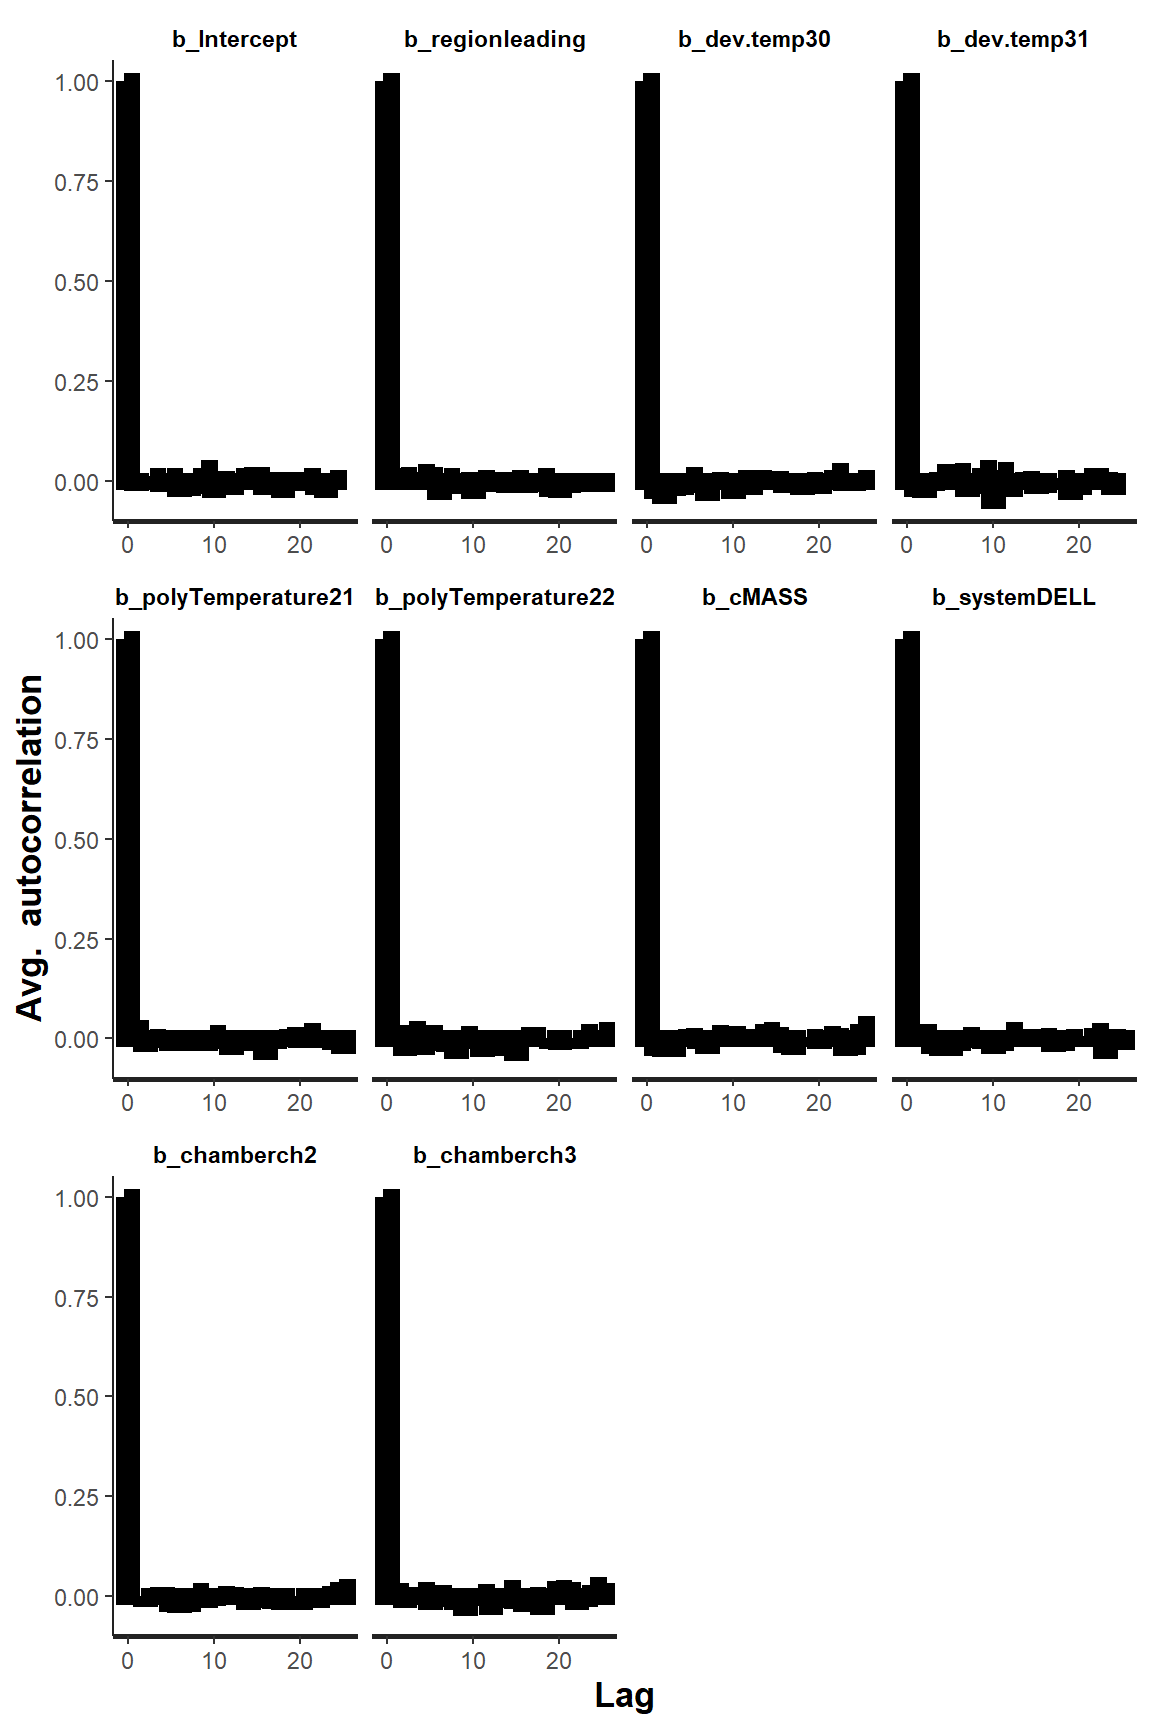 b_Intercept b_regionleading b_dev.temp30 b_dev.temp31
1.00
0.75
0.50
0.25
0.00
0 10 20 0 10 20 0 10 20 0 10 20
b_polyTemperature21 b_polyTemperature22 b_cMASS b_systemDELL
1.00
0.75
0.50
0.25
0.00
0 10 20 0 10 20 0 10 20 0 10 20
Avg. autocorrelation
b_chamberch2 b_chamberch3
1.00
0.75
0.50
0.25
0.00
0 10 20 0 10 20
Lag